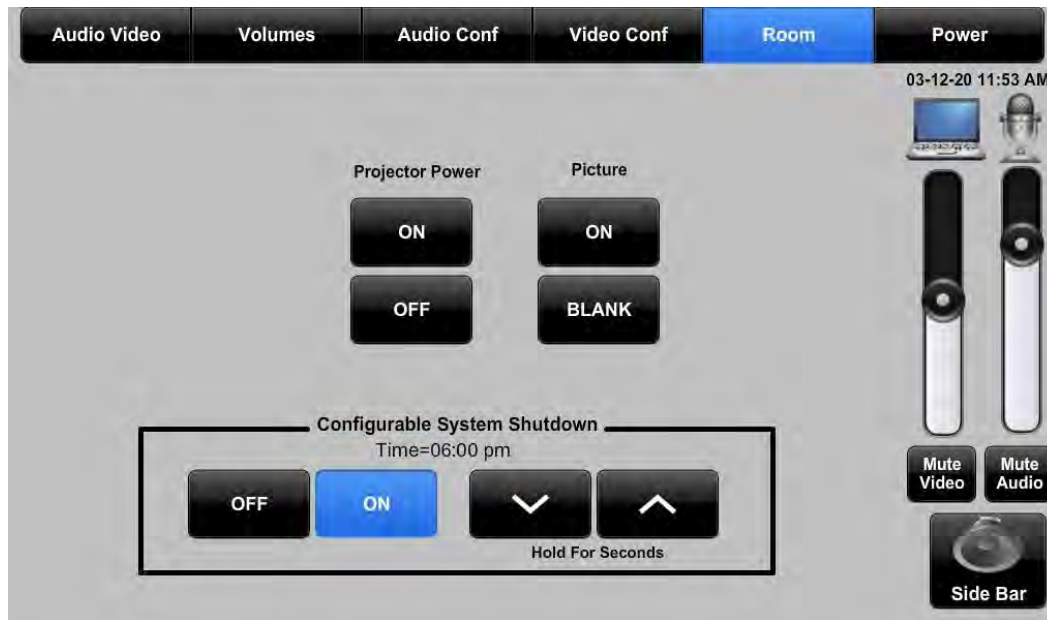 Audio Video
Volumes
Audio Conf
Video Conf
Room
Power
03-12-20 11:53 AM
Projector Power
Picture
ON
ON
OFF
BLANK
Configurable System Shutdown
Time=06:00 pm
OFF
ON
Hold For Seconds
Mute
Video
Mute
Audio
Side Bar